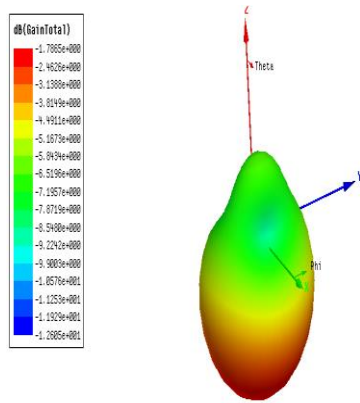 dB(GainTotal)
-1.7865e+000
-2.4626e+000
-3.1388e+000
-3.8149e+000
-4.4911e+000
-5.1673e+000
-5.8434e+000
-6.5196e+000
-7.1957e+000
-7.8719e+000
-8.5480e+000
-9.2242e+000
-9.9003e+000
-1.0576e+001
-1.1253e+001
-1.1929e+001
-1.2605e+001
Theta
Phi